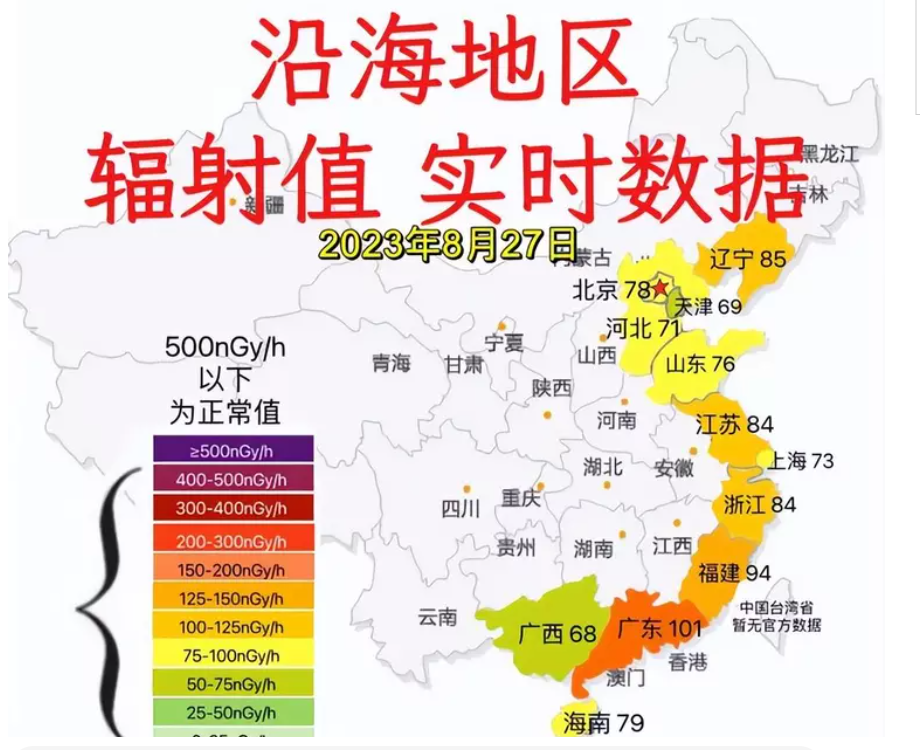 沿海地区
辐射值 实时数据
2023年8月27日
黑龙江
吉林
新疆
内蒙古
辽宁 85
北京 78
天津 69
河北 71
宁夏
山西
青海
甘肃
山东 76
陕西
500nGy/h
以下
为正常值
河南
江苏 84
≥500nGy/h
400-500nGy/h
300-400nGy/h
200-300nGy/h
150-200nGy/h
125-150nGy/h
100-125nGy/h
75-100nGy/h
50-75nGy/h
25-50nGy/h
湖北
安徽
上海 73
四川
重庆
浙江 84
贵州
湖南
江西
福建 94
云南
中国台湾省
暂无官方数据
广西 68
广东 101
香港
澳门
海南 79